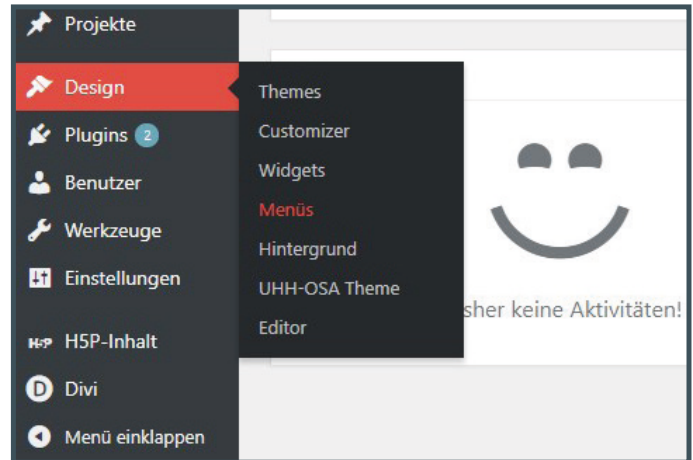 Projekte
Design
Plugins 2
Benutzer
Werkzeuge
Einstellungen
H5P H5P-Inhalt
D Divi
Menü einklappen
Themes
Customizer
Widgets
Menüs
Hintergrund
UHH-OSA Theme
Editor
sher keine Aktivitäten!